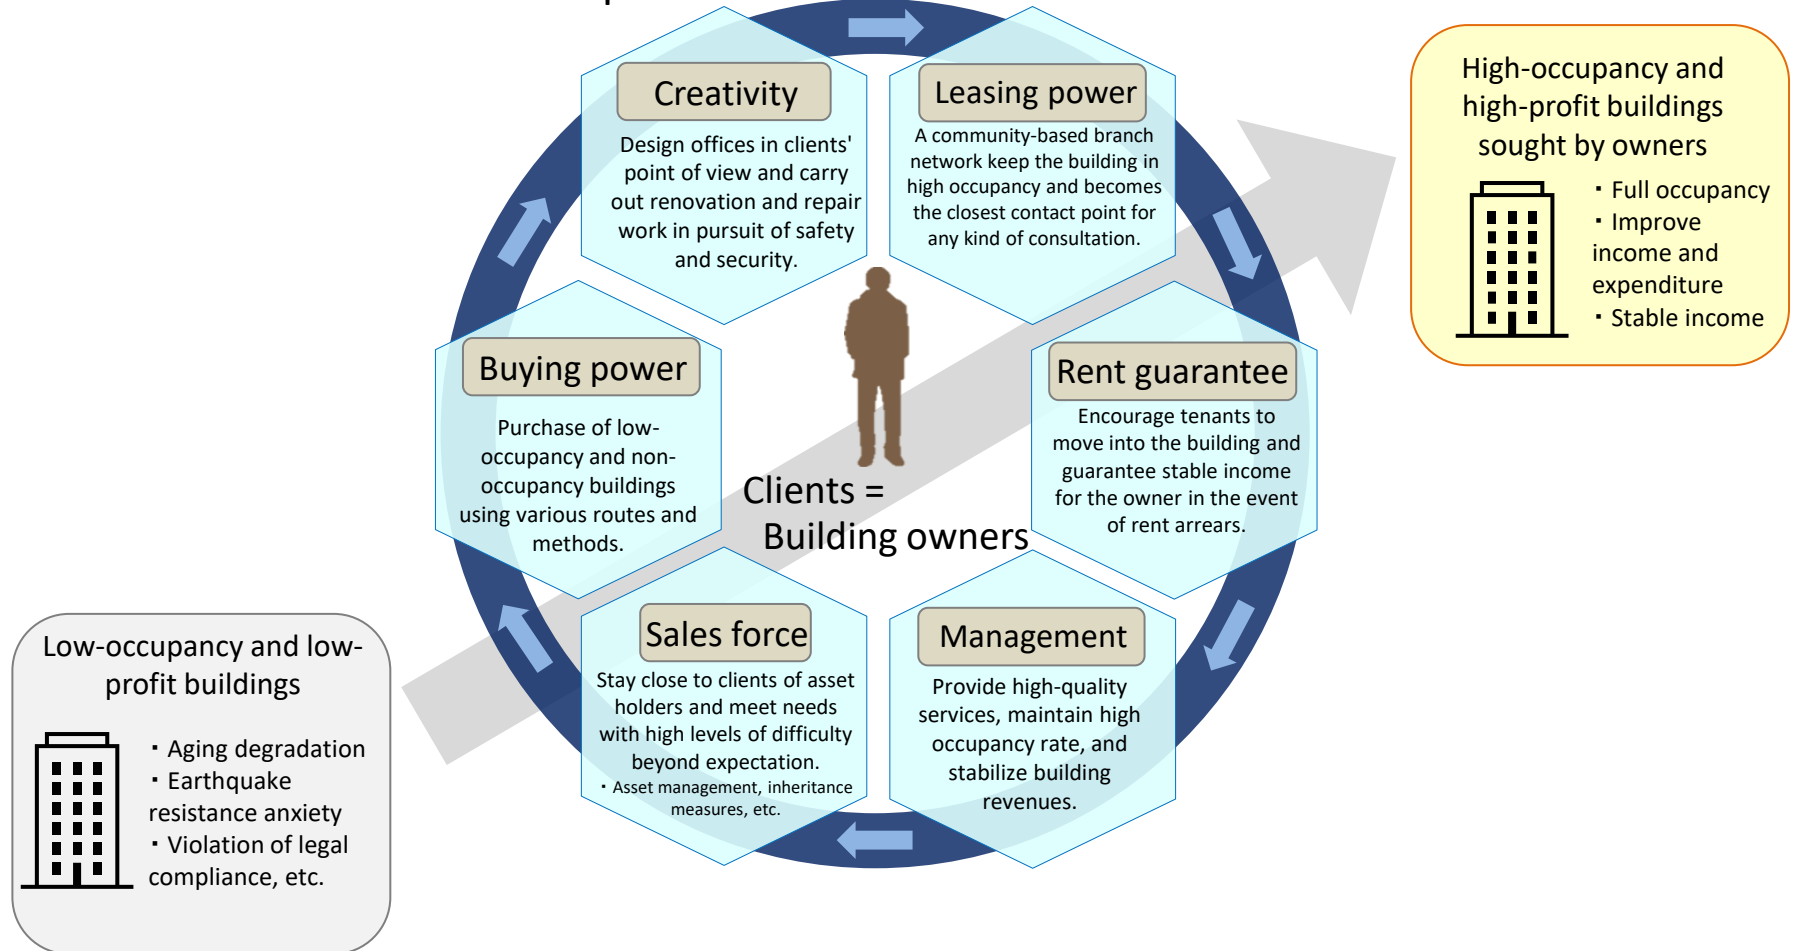 Creativity
Design offices in clients'
point of view and carry
out renovation and repair
work in pursuit of safety
and security.
Leasing power
A community-based branch
network keep the building in
high occupancy and becomes
the closest contact point for
any kind of consultation.
High-occupancy and
high-profit buildings
sought by owners
・Full occupancy
・Improve
income and
expenditure
・Stable income
Buying power
Purchase of low-
occupancy and non-
occupancy buildings
using various routes and
methods.
Rent guarantee
Encourage tenants to
move into the building and
guarantee stable income
for the owner in the event
of rent arrears.
Clients =
Building owners
Sales force
Stay close to clients of asset
holders and meet needs
with high levels of difficulty
beyond expectation.
・Asset management, inheritance
measures, etc.
Management
Provide high-quality
services, maintain high
occupancy rate, and
stabilize building
revenues.
Low-occupancy and low-
profit buildings
・Aging degradation
・Earthquake
resistance anxiety
・Violation of legal
compliance, etc.